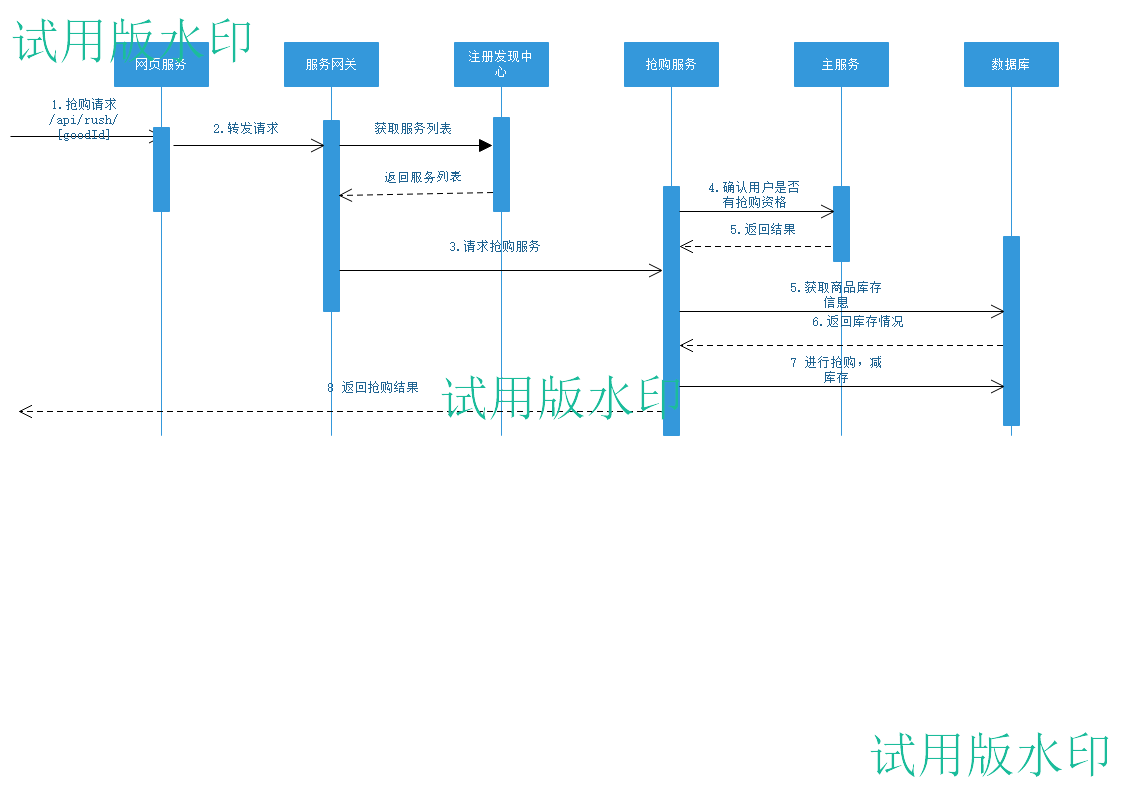 试用版水印
网页服务
服务网关
注册发现中
心
抢购服务
主服务
数据库
1.抢购请求
/api/rush/
[goodId]
2.转发请求
获取服务列表
返回服务列表
4.确认用户是否
有抢购资格
5.返回结果
3.请求抢购服务
5.获取商品库存
信息
6.返回库存情况
7 进行抢购，减
库存
8 返回抢购结果
试用版水印
试用版水印